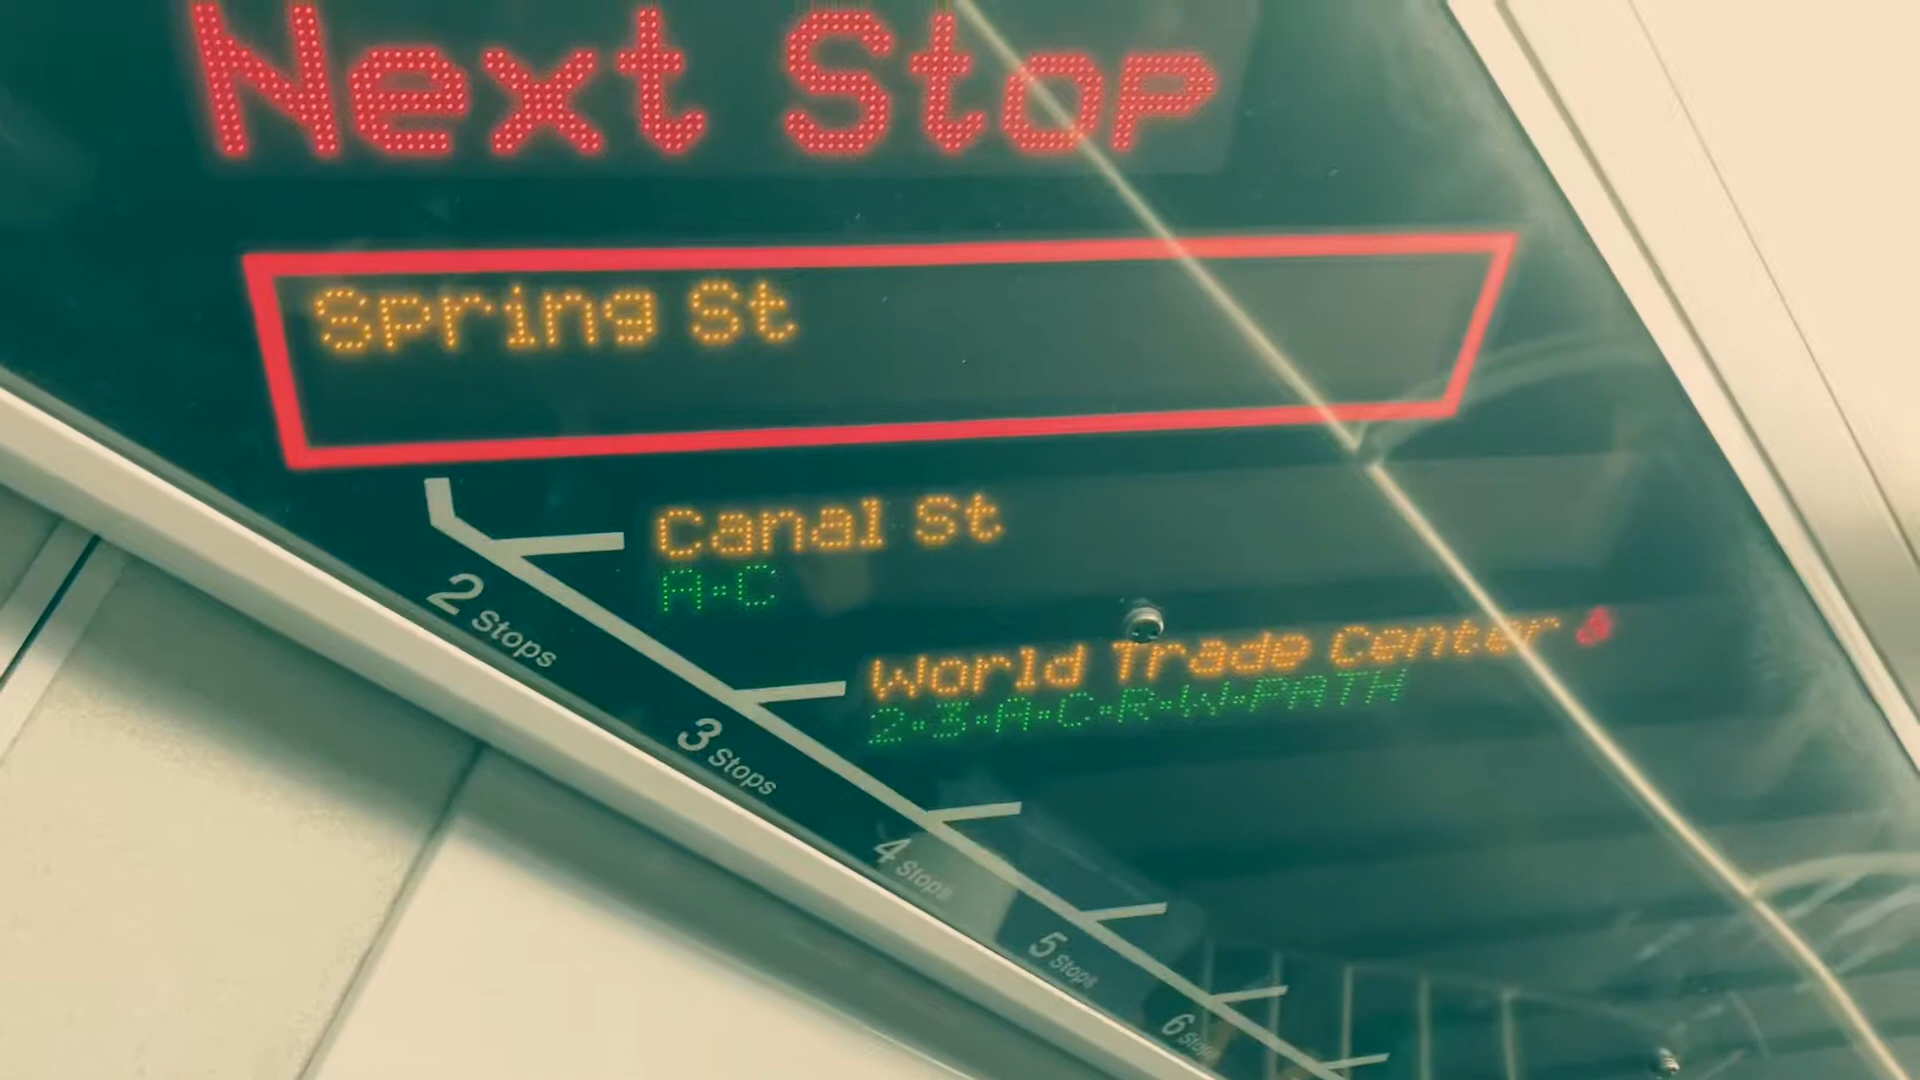 Next Stop
Spring St
Canal St
A•C
2 Stops
World Trade Center
2•3•A•C•R•W•PATH
3 Stops
4 Stops
5 Stops
6 Stops